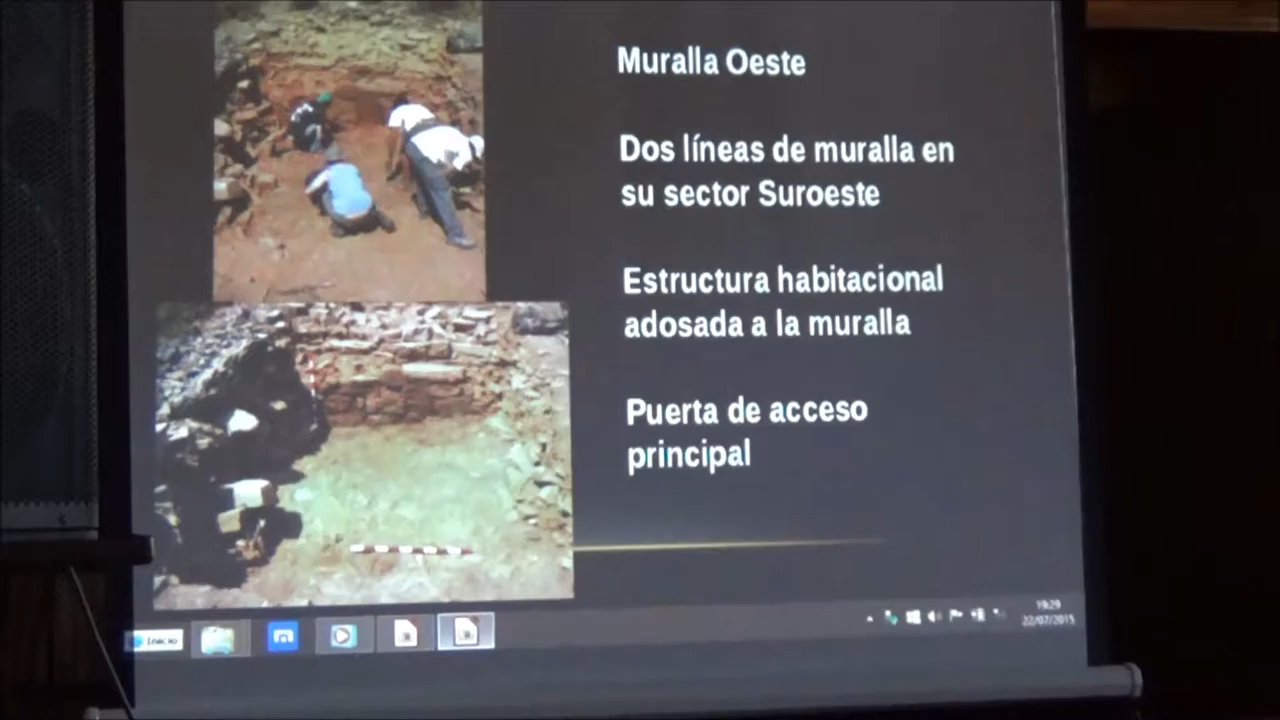 Muralla Oeste
Dos líneas de muralla en
su sector Suroeste
Estructura habitacional
adosada a la muralla
Puerta de acceso
principal
Inicio
19:29
22/07/2015